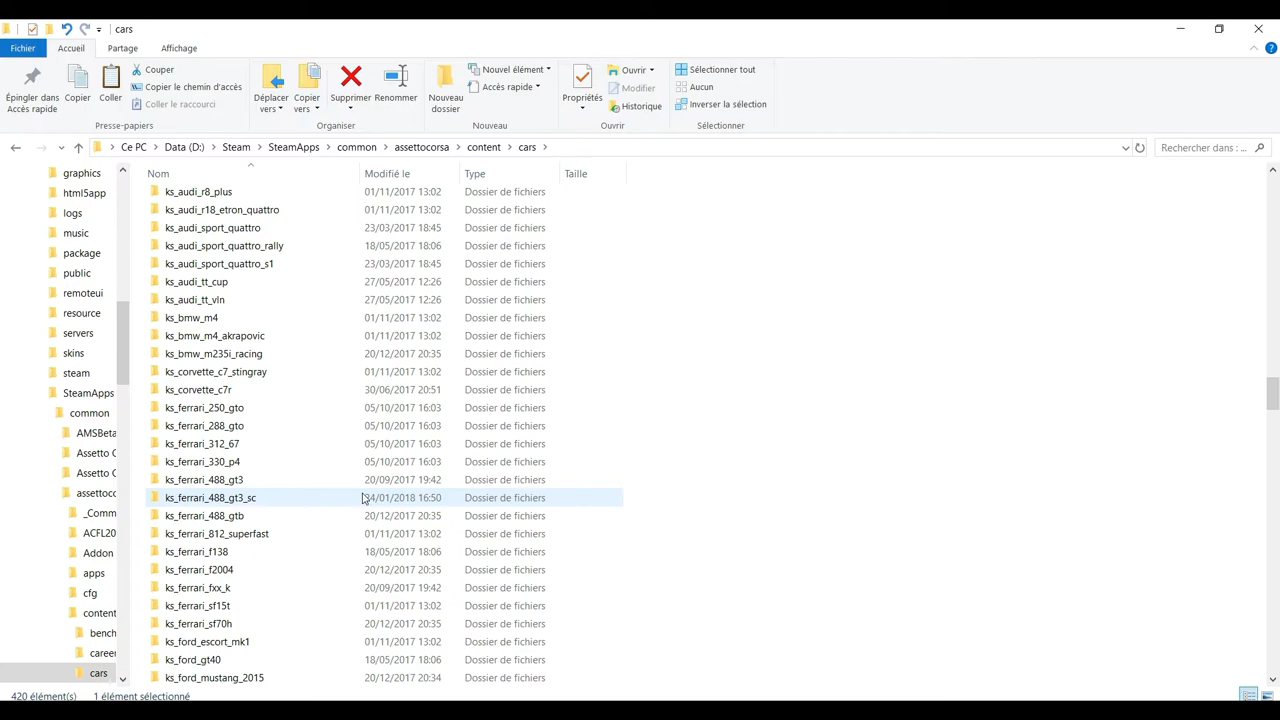 cars
Fichier Accueil Partage Affichage
Épingler dans Accès rapide
Copier
Coller
Couper
Copier le chemin d'accès
Coller le raccourci
Presse-papiers
Déplacer vers
Copier vers
Supprimer
Renommer
Organiser
Nouveau dossier
Nouvel élément
Accès rapide
Nouveau
Propriétés
Ouvrir
Modifier
Historique
Ouvrir
Sélectionner tout
Aucun
Inverser la sélection
Sélectionner
Ce PC > Data (D:) > Steam > SteamApps > common > assettocorsa > content > cars >
Rechercher dans : ...
graphics
html5app
logs
music
package
public
remoteui
resource
servers
skins
steam
SteamApps
common
AMSBeta
Assetto C
Assetto C
assettoco
_Comm
ACFL20
Addon
apps
cfg
content
bench
career
cars
Nom Modifié le Type Taille
ks_audi_r8_plus 01/11/2017 13:02 Dossier de fichiers
ks_audi_r18_etron_quattro 01/11/2017 13:02 Dossier de fichiers
ks_audi_sport_quattro 23/03/2017 18:45 Dossier de fichiers
ks_audi_sport_quattro_rally 18/05/2017 18:06 Dossier de fichiers
ks_audi_sport_quattro_s1 23/03/2017 18:45 Dossier de fichiers
ks_audi_tt_cup 27/05/2017 12:26 Dossier de fichiers
ks_audi_tt_vln 27/05/2017 12:26 Dossier de fichiers
ks_bmw_m4 01/11/2017 13:02 Dossier de fichiers
ks_bmw_m4_akrapovic 01/11/2017 13:02 Dossier de fichiers
ks_bmw_m235i_racing 20/12/2017 20:35 Dossier de fichiers
ks_corvette_c7_stingray 01/11/2017 13:02 Dossier de fichiers
ks_corvette_c7r 30/06/2017 20:51 Dossier de fichiers
ks_ferrari_250_gto 05/10/2017 16:03 Dossier de fichiers
ks_ferrari_288_gto 05/10/2017 16:03 Dossier de fichiers
ks_ferrari_312_67 05/10/2017 16:03 Dossier de fichiers
ks_ferrari_330_p4 05/10/2017 16:03 Dossier de fichiers
ks_ferrari_488_gt3 20/09/2017 19:42 Dossier de fichiers
ks_ferrari_488_gt3_sc 24/01/2018 16:50 Dossier de fichiers
ks_ferrari_488_gtb 20/12/2017 20:35 Dossier de fichiers
ks_ferrari_812_superfast 01/11/2017 13:02 Dossier de fichiers
ks_ferrari_f138 18/05/2017 18:06 Dossier de fichiers
ks_ferrari_f2004 20/12/2017 20:35 Dossier de fichiers
ks_ferrari_fxx_k 20/09/2017 19:42 Dossier de fichiers
ks_ferrari_sf15t 01/11/2017 13:02 Dossier de fichiers
ks_ferrari_sf70h 20/12/2017 20:35 Dossier de fichiers
ks_ford_escort_mk1 01/11/2017 13:02 Dossier de fichiers
ks_ford_gt40 18/05/2017 18:06 Dossier de fichiers
ks_ford_mustang_2015 20/12/2017 20:34 Dossier de fichiers
420 élément(s) 1 élément sélectionné